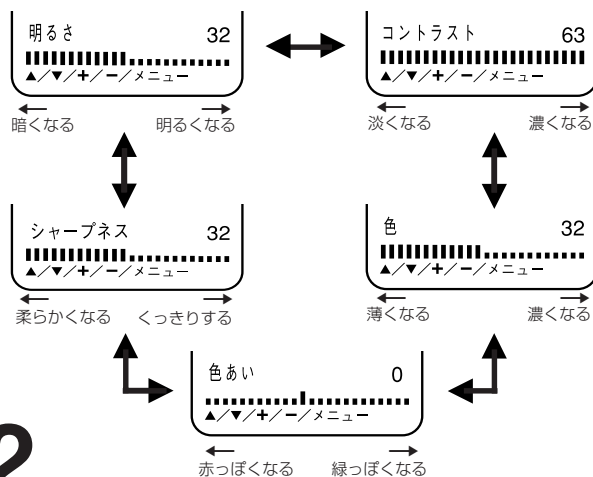 明るさ 32
▲/▼/+/−/メニュー
暗くなる 明るくなる
コントラスト 63
▲/▼/+/−/メニュー
淡くなる 濃くなる
シャープネス 32
▲/▼/+/−/メニュー
柔らかくなる くっきりする
色 32
▲/▼/+/−/メニュー
薄くなる 濃くなる
色あい 0
▲/▼/+/−/メニュー
赤っぽくなる 緑っぽくなる
2